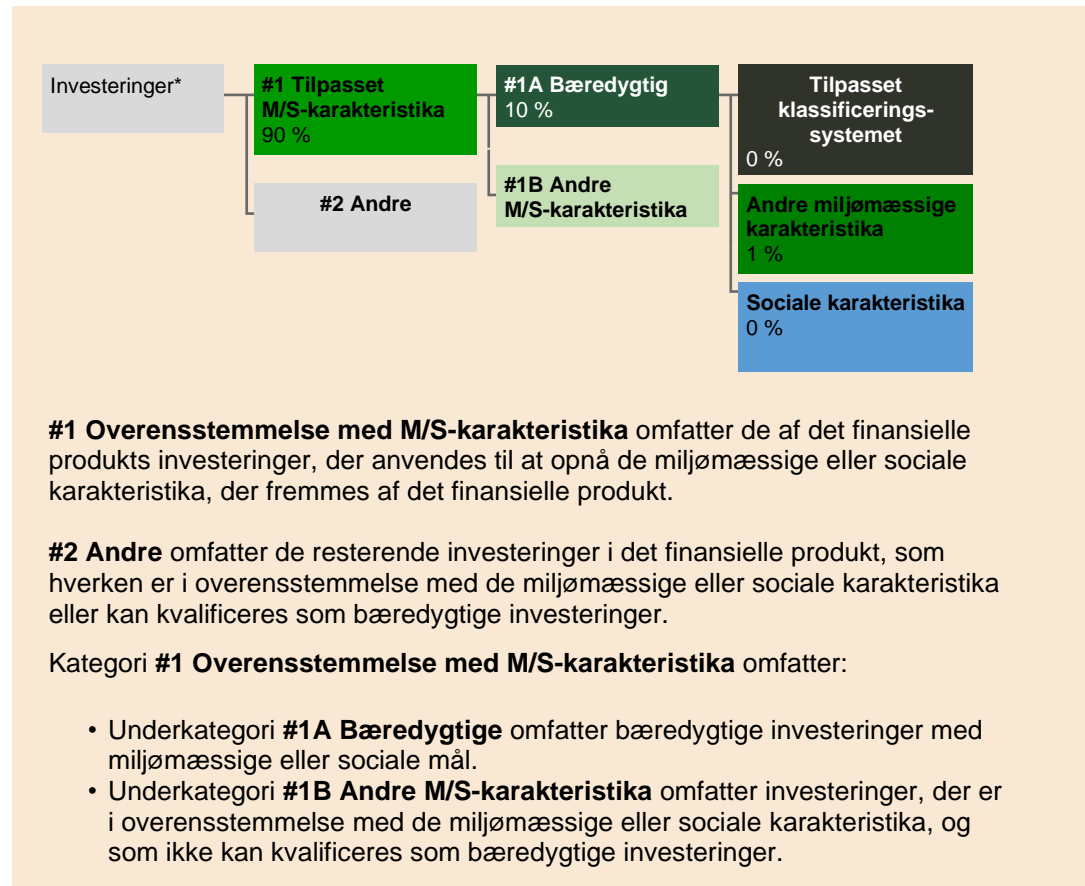 Investeringer*
#1 Tilpasset
M/S-karakteristika
90 %
#2 Andre
#1A Bæredygtig
10 %
#1B Andre
M/S-karakteristika
Tilpasset
klassificerings-
systemet
0 %
Andre miljømæssige
karakteristika
1 %
Sociale karakteristika
0 %
#1 Overensstemmelse med M/S-karakteristika omfatter de af det finansielle
produkts investeringer, der anvendes til at opnå de miljømæssige eller sociale
karakteristika, der fremmes af det finansielle produkt.
#2 Andre omfatter de resterende investeringer i det finansielle produkt, som
hverken er i overensstemmelse med de miljømæssige eller sociale karakteristika
eller kan kvalificeres som bæredygtige investeringer.
Kategori #1 Overensstemmelse med M/S-karakteristika omfatter:
• Underkategori #1A Bæredygtige omfatter bæredygtige investeringer med
miljømæssige eller sociale mål.
• Underkategori #1B Andre M/S-karakteristika omfatter investeringer, der er
i overensstemmelse med de miljømæssige eller sociale karakteristika, og
som ikke kan kvalificeres som bæredygtige investeringer.